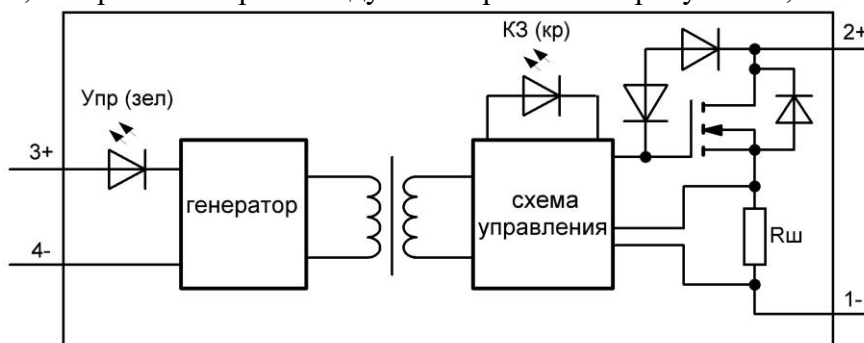 КЗ (кр)
2+
Упр (зел)
3+
генератор
схема
управления
4-
Rш
1-